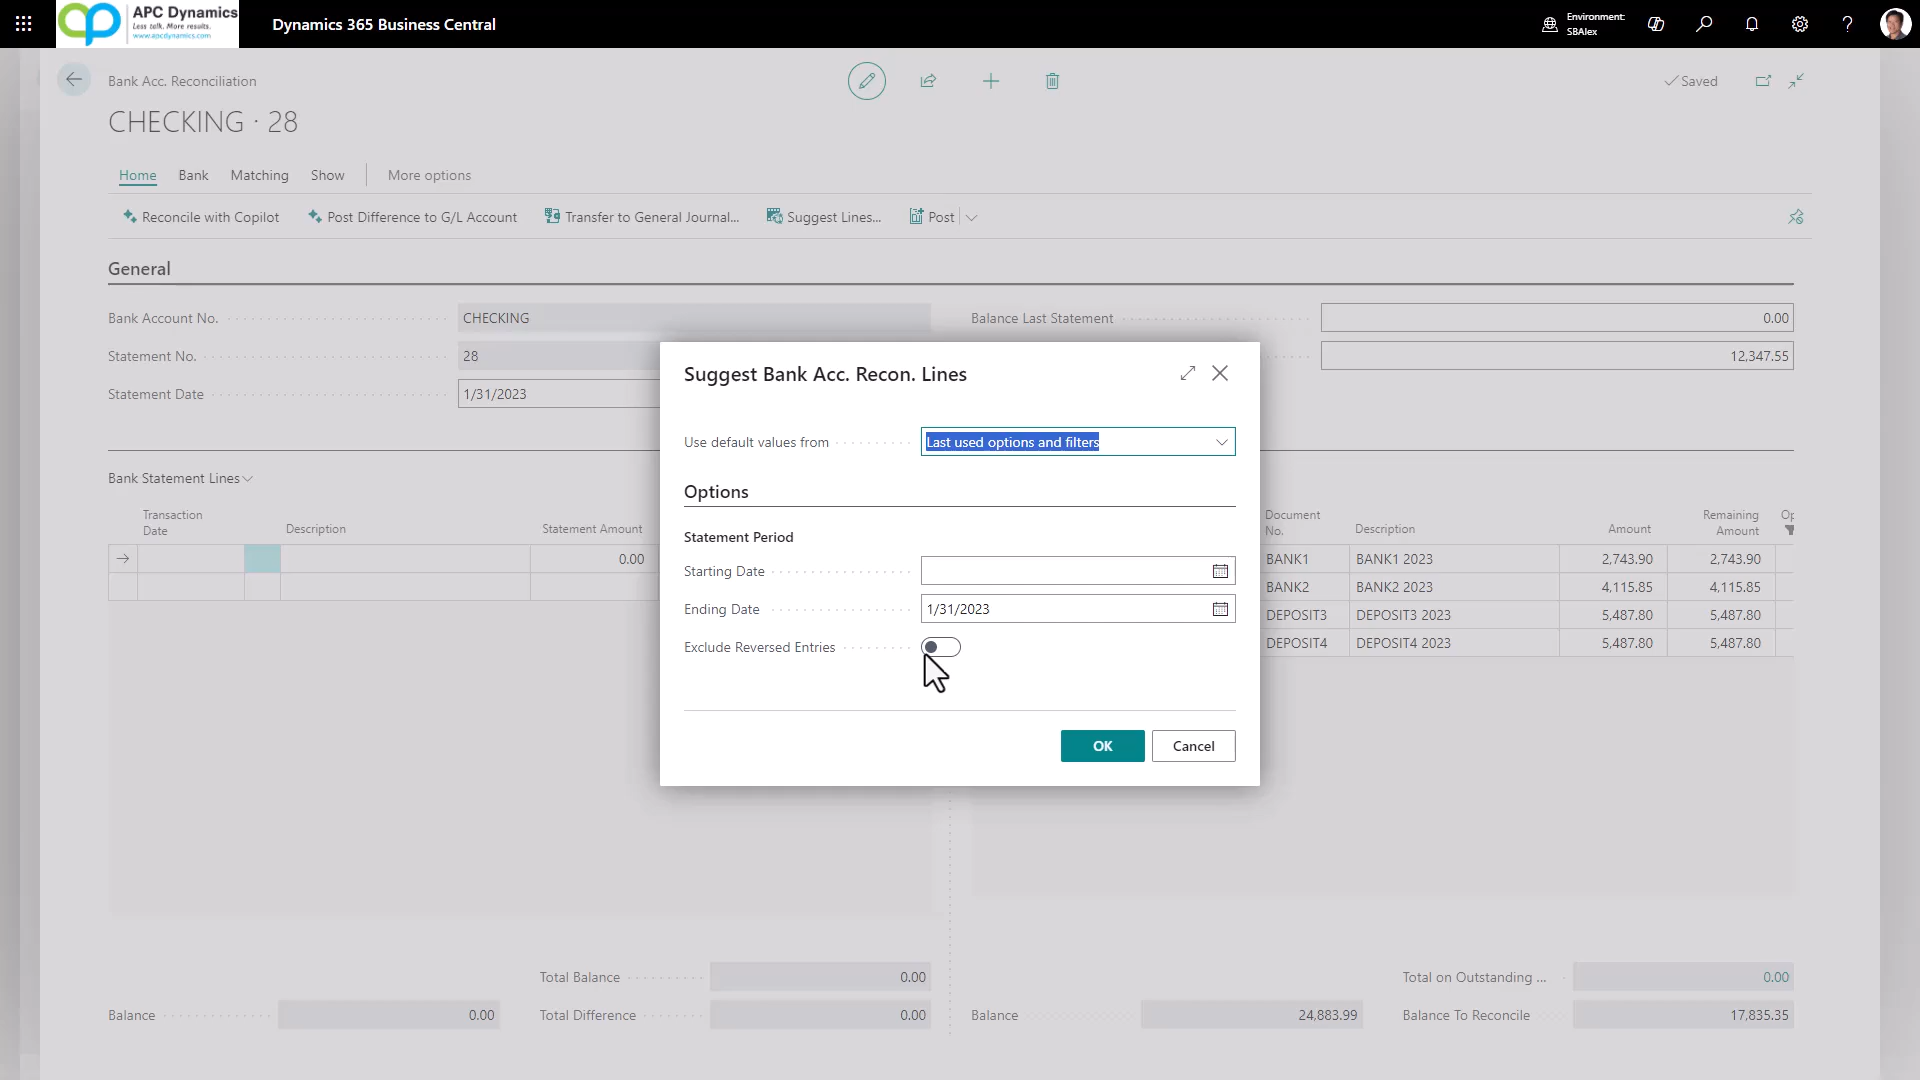 APC Dynamics
Less talk. More results.
www.apcdynamics.com
Dynamics 365 Business Central
Environment:
SBAlex
?
Bank Acc. Reconciliation
Saved
CHECKING · 28
Home
Bank
Matching
Show
More options
Reconcile with Copilot
Post Difference to G/L Account
Transfer to General Journal...
Suggest Lines...
Post
General
Bank Account No.
CHECKING
Balance Last Statement
0.00
Statement No.
28
12,347.55
Statement Date
1/31/2023
Suggest Bank Acc. Recon. Lines
Use default values from
Last used options and filters
Options
Statement Period
Starting Date
Ending Date
1/31/2023
Exclude Reversed Entries
OK
Cancel
Bank Statement Lines
Transaction
Date
Description
Statement Amount
0.00
Document
No.
Description
Amount
Remaining
Amount
Op
BANK1
BANK1 2023
2,743.90
2,743.90
BANK2
BANK2 2023
4,115.85
4,115.85
DEPOSIT3
DEPOSIT3 2023
5,487.80
5,487.80
DEPOSIT4
DEPOSIT4 2023
5,487.80
5,487.80
Total Balance
0.00
Total on Outstanding ...
0.00
Balance
0.00
Total Difference
0.00
Balance
24,883.99
Balance To Reconcile
17,835.35